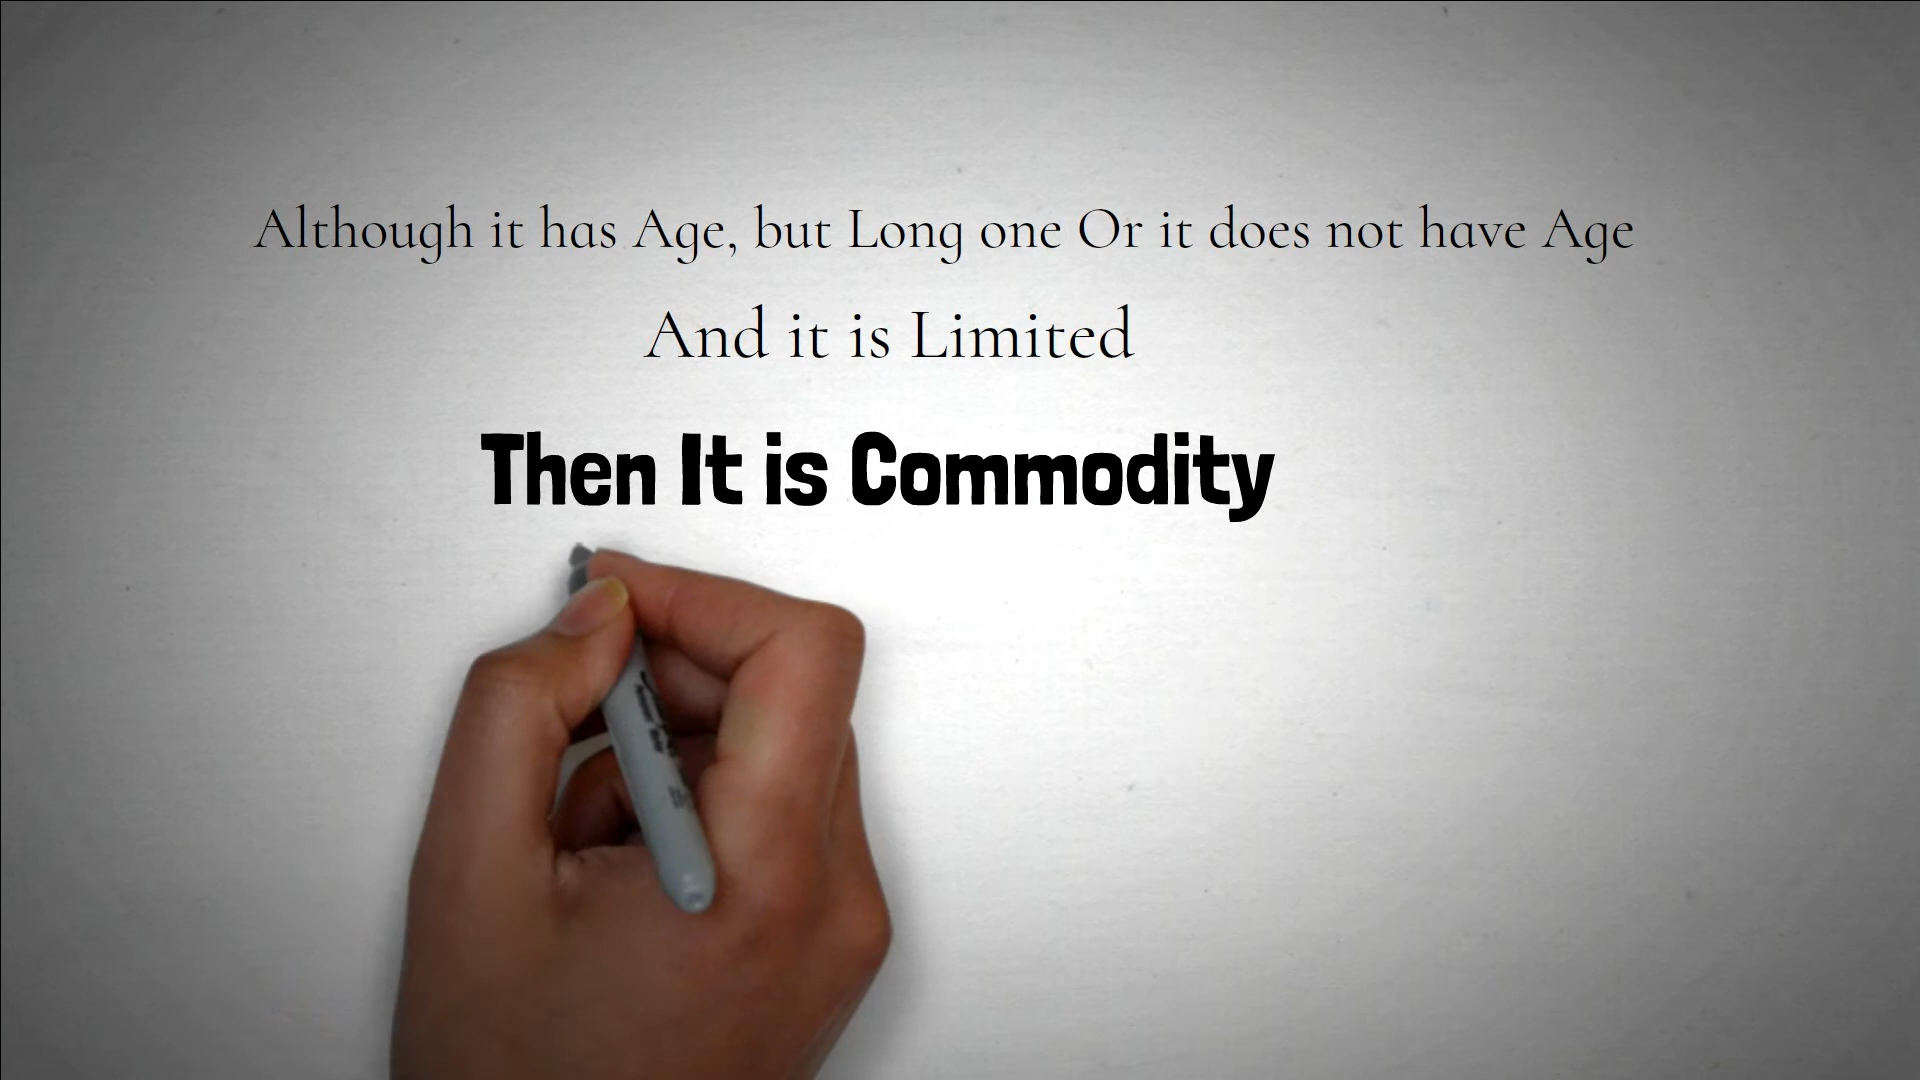 Although it has Age, but Long one Or it does not have Age
And it is Limited
Then It is Commodity